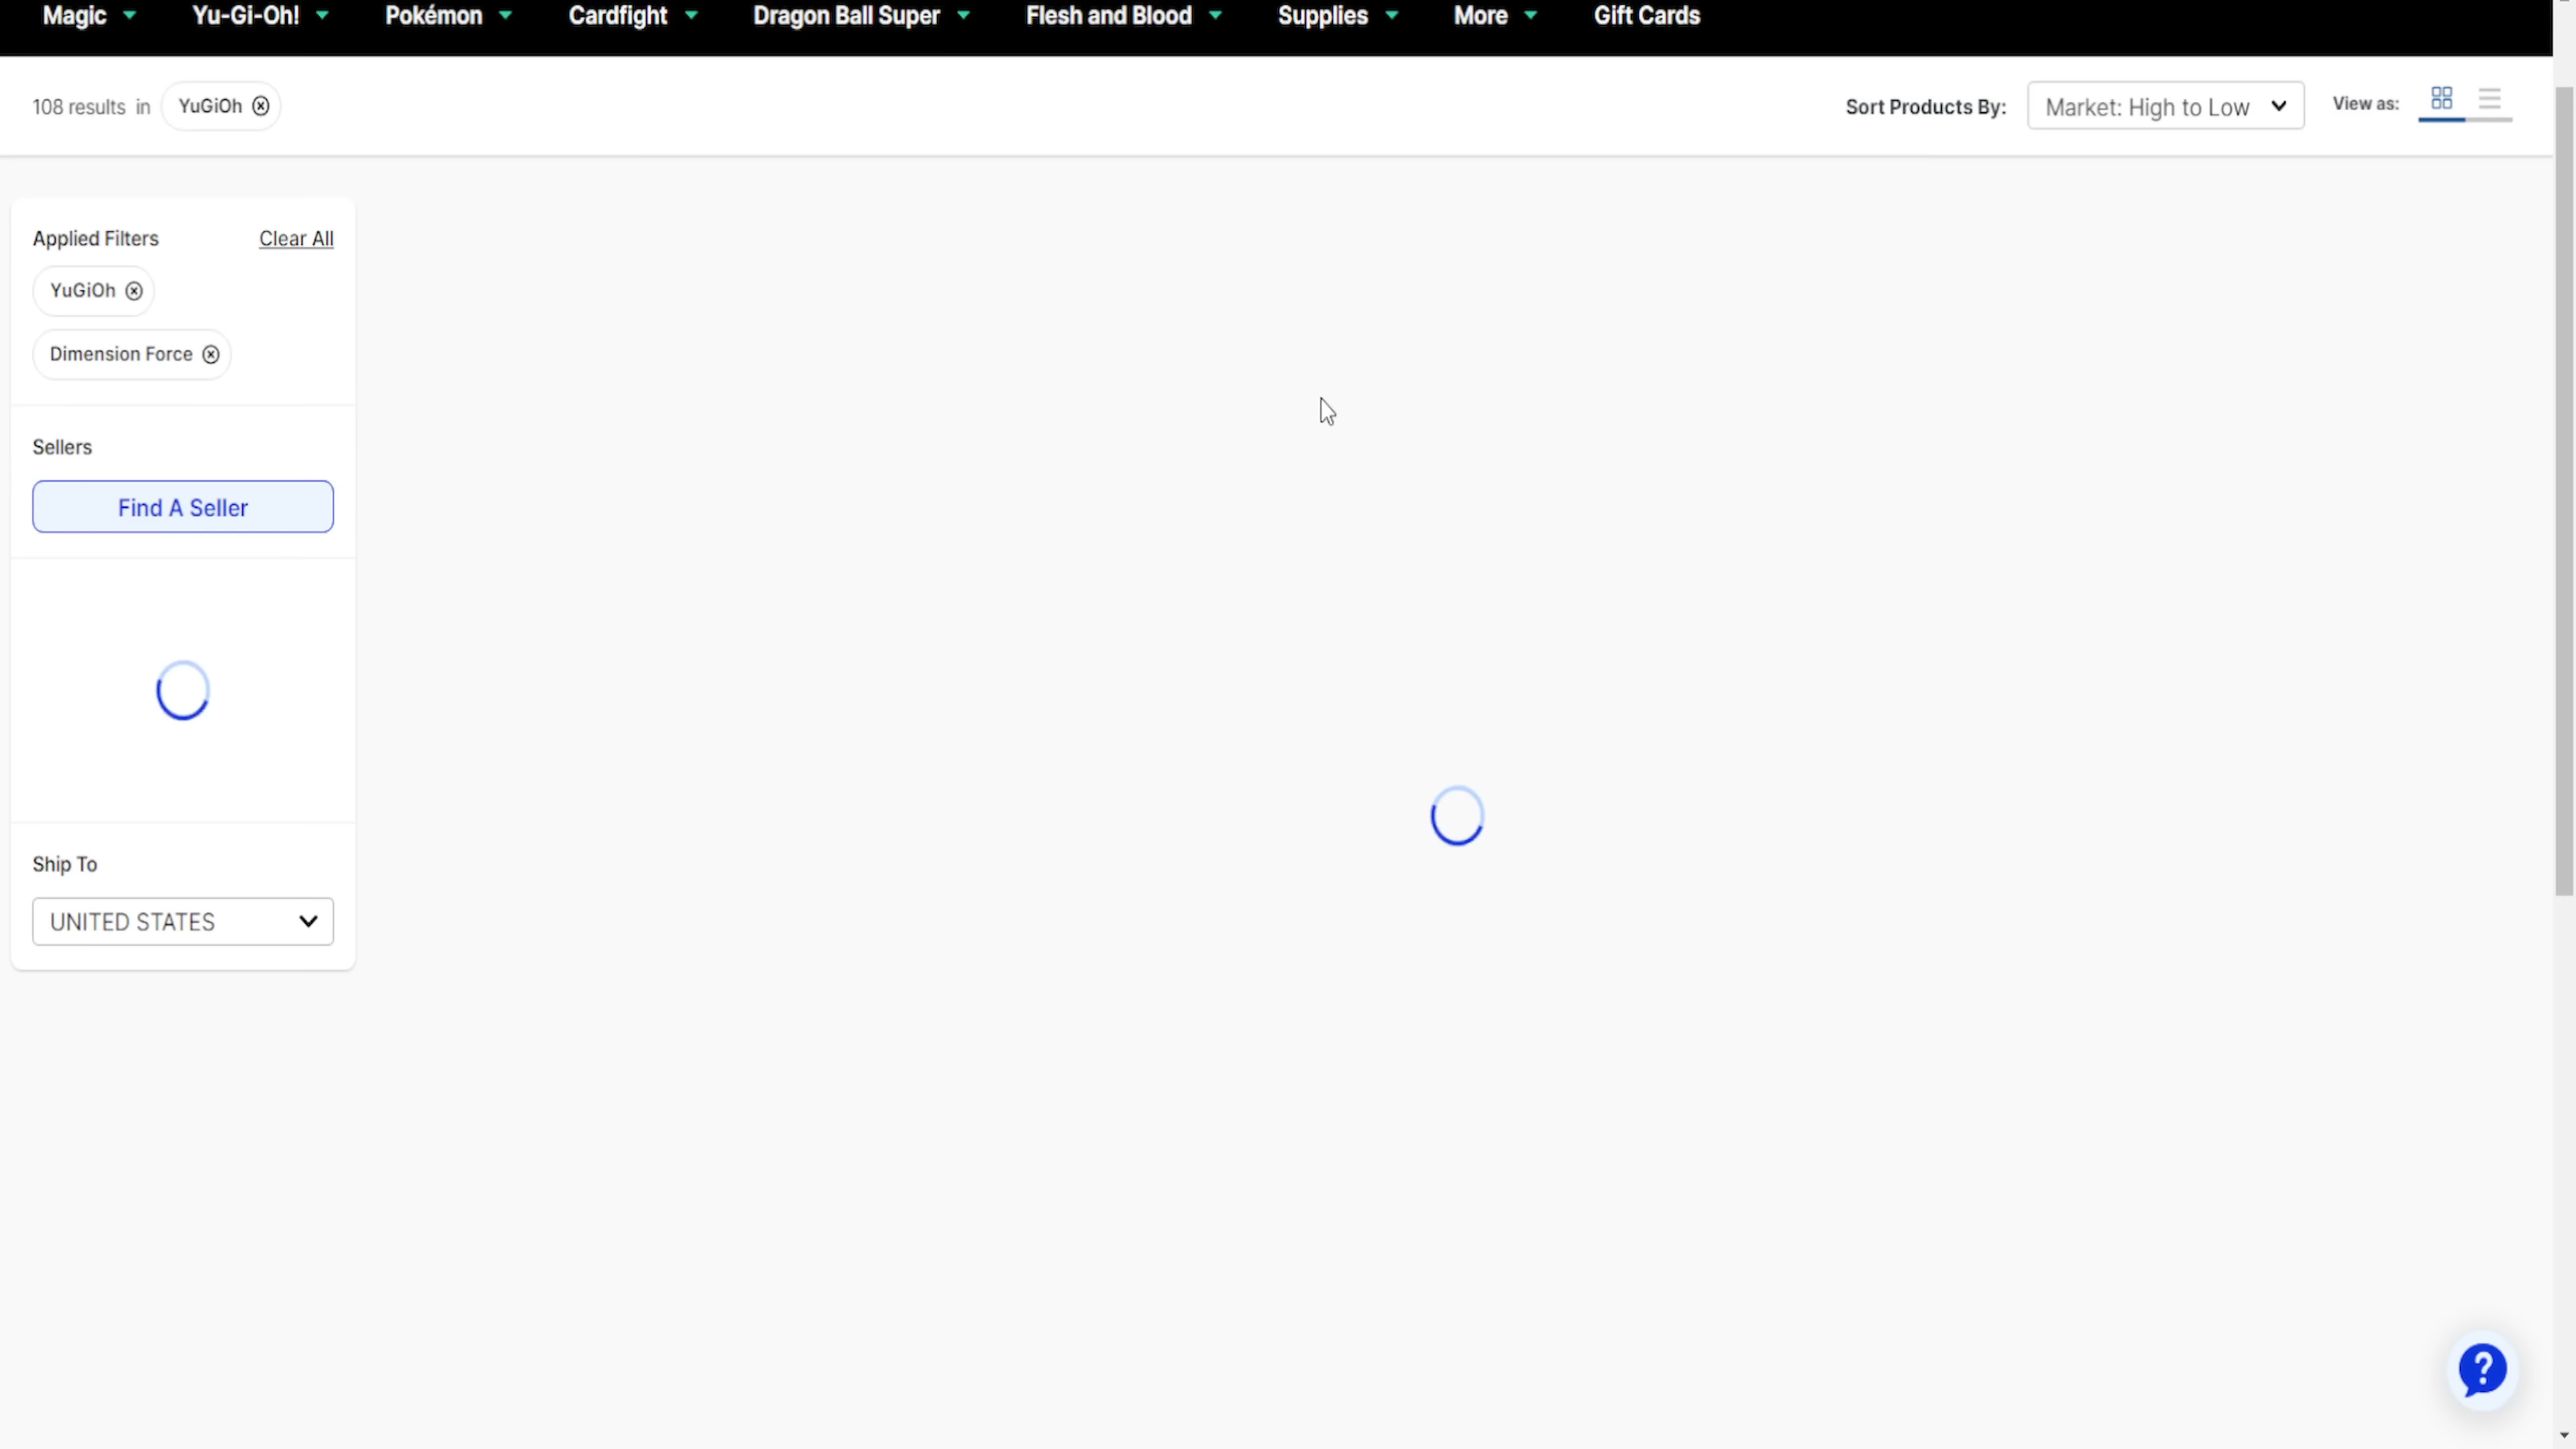 Magic Yu-Gi-Oh! Pokémon Cardfight Dragon Ball Super Flesh and Blood Supplies More Gift Cards
108 results in YuGiOh Sort Products By: Market: High to Low View as:
Applied Filters Clear All
YuGiOh
Dimension Force
Sellers
Find A Seller
Ship To
UNITED STATES
?